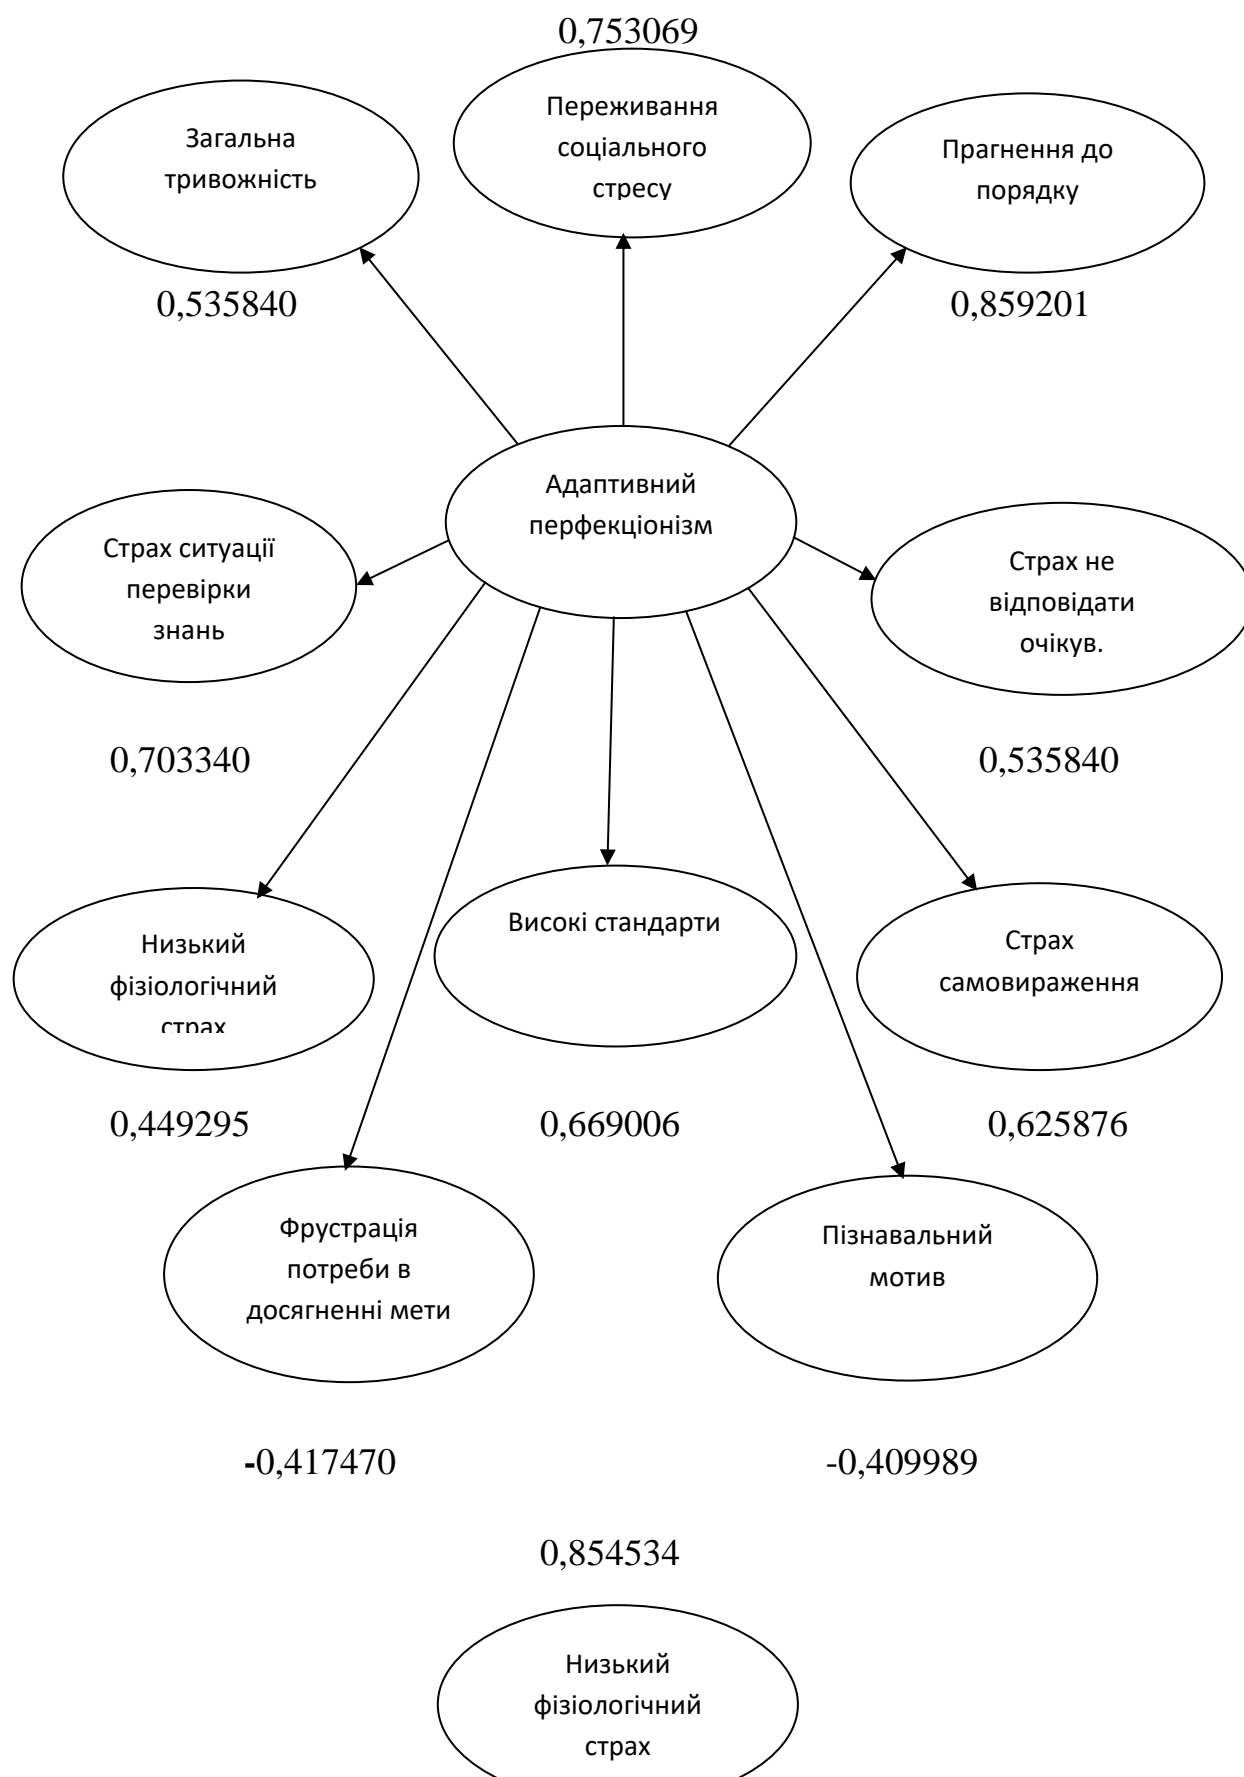 0,753069
Переживання
соціального
стресу
Загальна
тривожність
Прагнення до
порядку
0,535840
0,859201
Адаптивний
перфекціонізм
Страх ситуації
перевірки
знань
Страх не
відповідати
очікув.
0,703340
0,535840
Низький
фізіологічний
страх
Високі стандарти
Страх
самовираження
0,449295
0,669006
0,625876
Фрустрація
потреби в
досягненні мети
Пізнавальний
мотив
-0,417470
-0,409989
0,854534
Низький
фізіологічний
страх